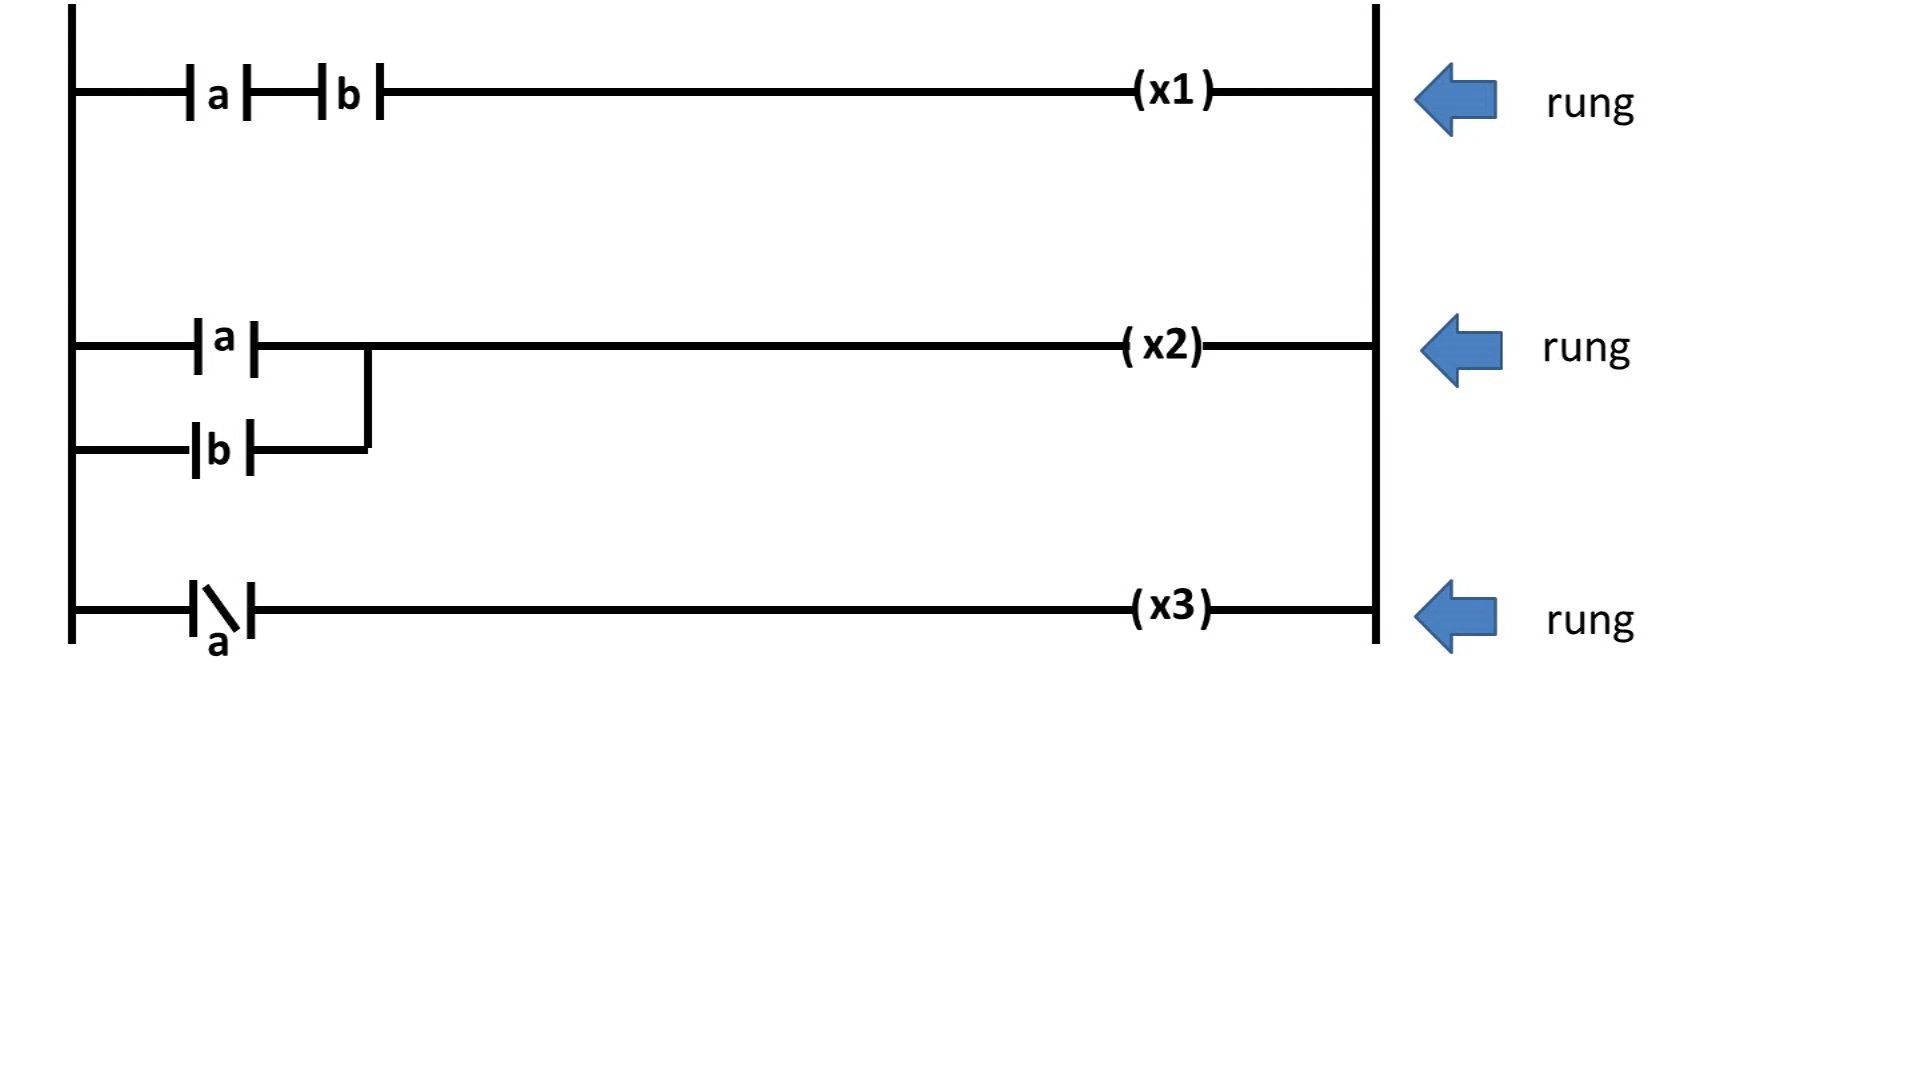 a b (x1) rung
a ( x2) rung
b
a (x3) rung